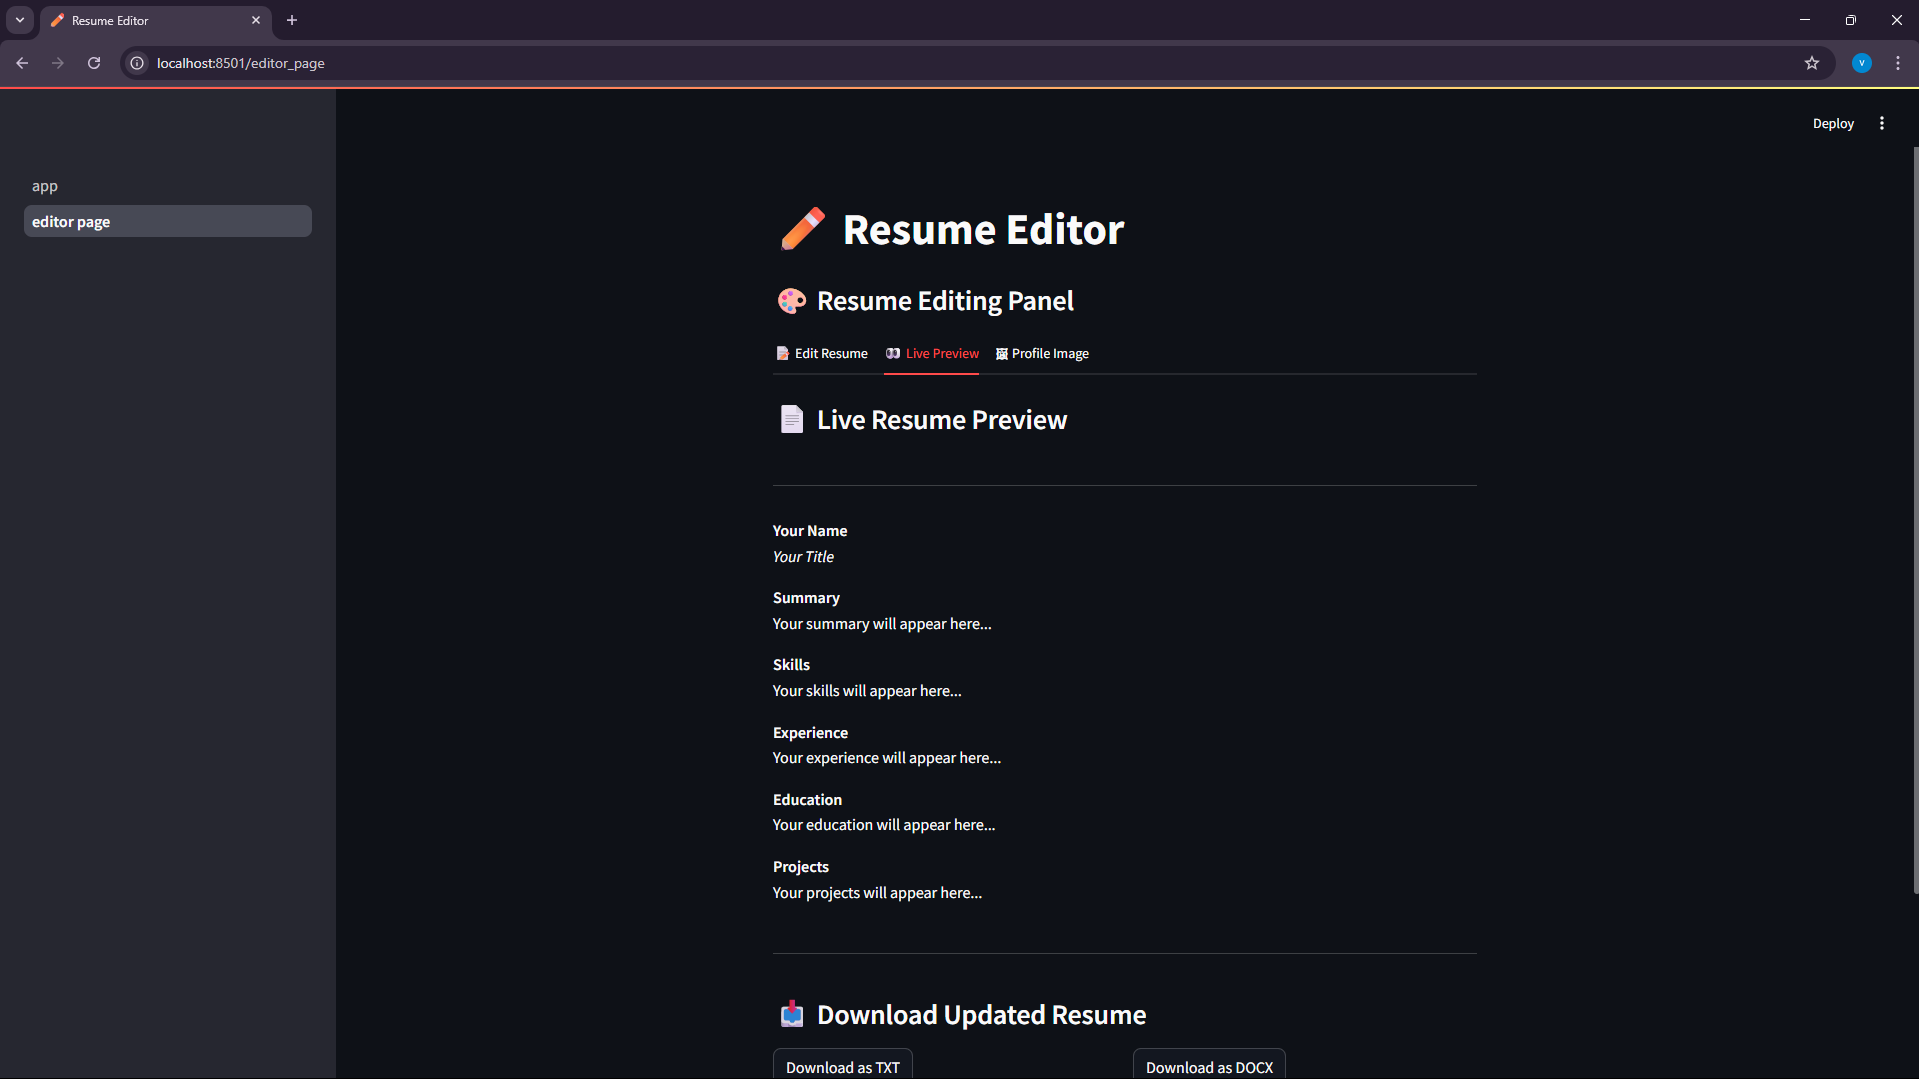 Resume Editor
localhost:8501/editor_page
V
Deploy
app
editor page
Resume Editor
Resume Editing Panel
Edit Resume
Live Preview
Profile Image
Live Resume Preview
Your Name
Your Title
Summary
Your summary will appear here...
Skills
Your skills will appear here...
Experience
Your experience will appear here...
Education
Your education will appear here...
Projects
Your projects will appear here...
Download Updated Resume
Download as TXT
Download as DOCX